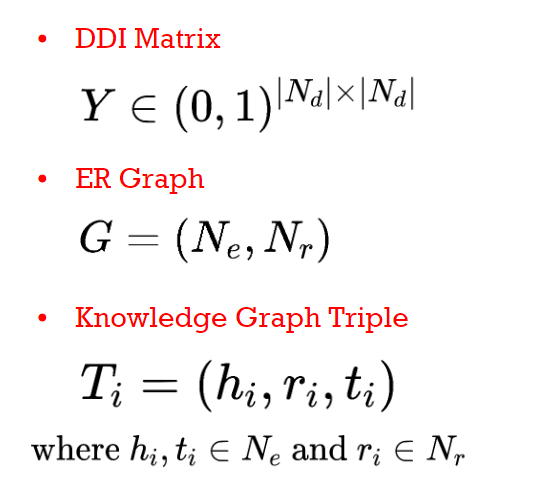 • DDI Matrix
Y ∈ (0, 1)^{|N_d|×|N_d|}
• ER Graph
G = (N_e, N_r)
• Knowledge Graph Triple
T_i = (h_i, r_i, t_i)
where h_i, t_i ∈ N_e and r_i ∈ N_r